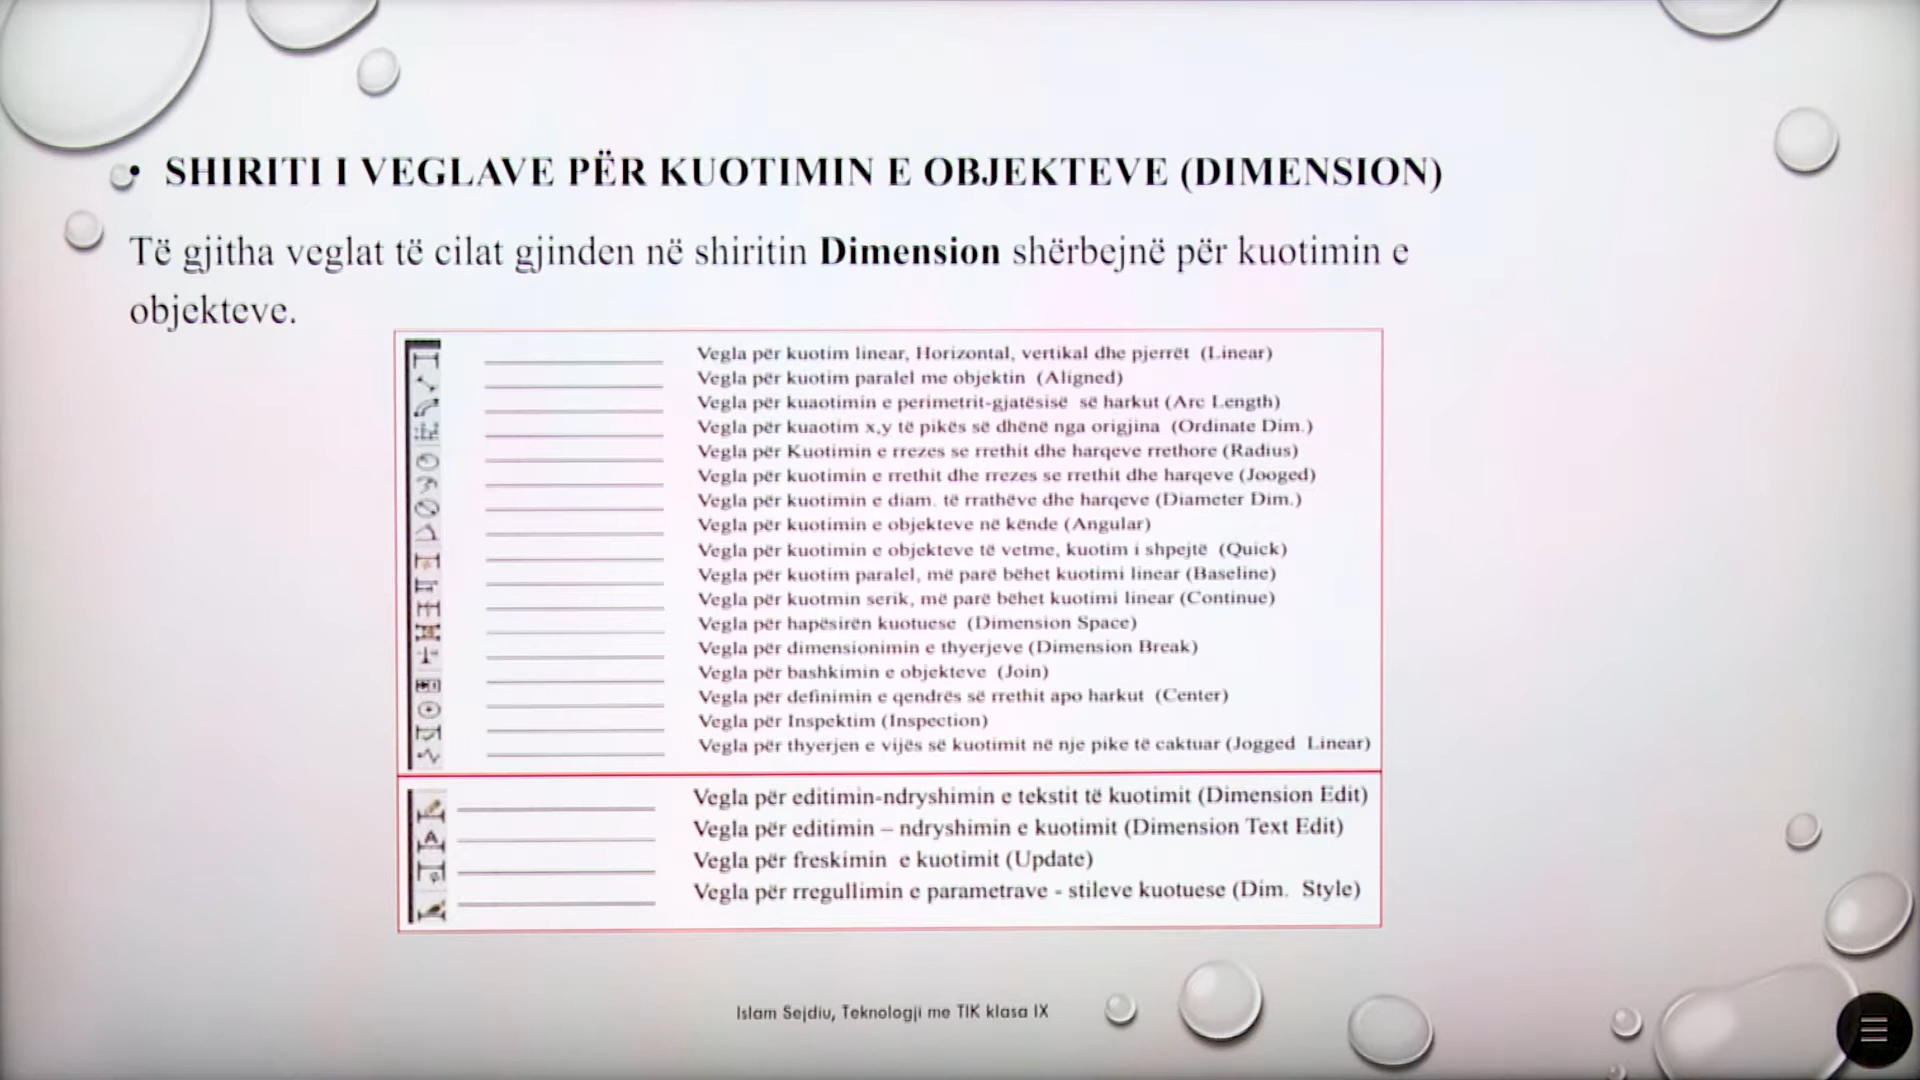 • SHIRITI I VEGLAVE PËR KUOTIMIN E OBJEKTEVE (DIMENSION)
Të gjitha veglat të cilat gjinden në shiritin Dimension shërbejnë për kuotimin e
objekteve.
Vegla për kuotim linear, Horizontal, vertikal dhe pjerrët (Linear)
Vegla për kuotim paralel me objektin (Aligned)
Vegla për kuaotimin e perimetrit-gjatësisë së harkut (Arc Length)
Vegla për kuaotim x,y të pikës së dhënë nga origjina (Ordinate Dim.)
Vegla për Kuotimin e rrezes se rrethit dhe harqeve rrethore (Radius)
Vegla për kuotimin e rrethit dhe rrezes se rrethit dhe harqeve (Jooged)
Vegla për kuotimin e diam. të rrathëve dhe harqeve (Diameter Dim.)
Vegla për kuotimin e objekteve në kënde (Angular)
Vegla për kuotimin e objekteve të vetme, kuotim i shpejtë (Quick)
Vegla për kuotim paralel, më parë bëhet kuotimi linear (Baseline)
Vegla për kuotmin serik, më parë bëhet kuotimi linear (Continue)
Vegla për hapësirën kuotuese (Dimension Space)
Vegla për dimensionimin e thyerjeve (Dimension Break)
Vegla për bashkimin e objekteve (Join)
Vegla për definimin e qendrës së rrethit apo harkut (Center)
Vegla për Inspektim (Inspection)
Vegla për thyerjen e vijës së kuotimit në nje pike të caktuar (Jogged Linear)
Vegla për editimin-ndryshimin e tekstit të kuotimit (Dimension Edit)
Vegla për editimin – ndryshimin e kuotimit (Dimension Text Edit)
Vegla për freskimin e kuotimit (Update)
Vegla për rregullimin e parametrave - stileve kuotuese (Dim. Style)
Islam Sejdiu, Teknologji me TIK klasa IX